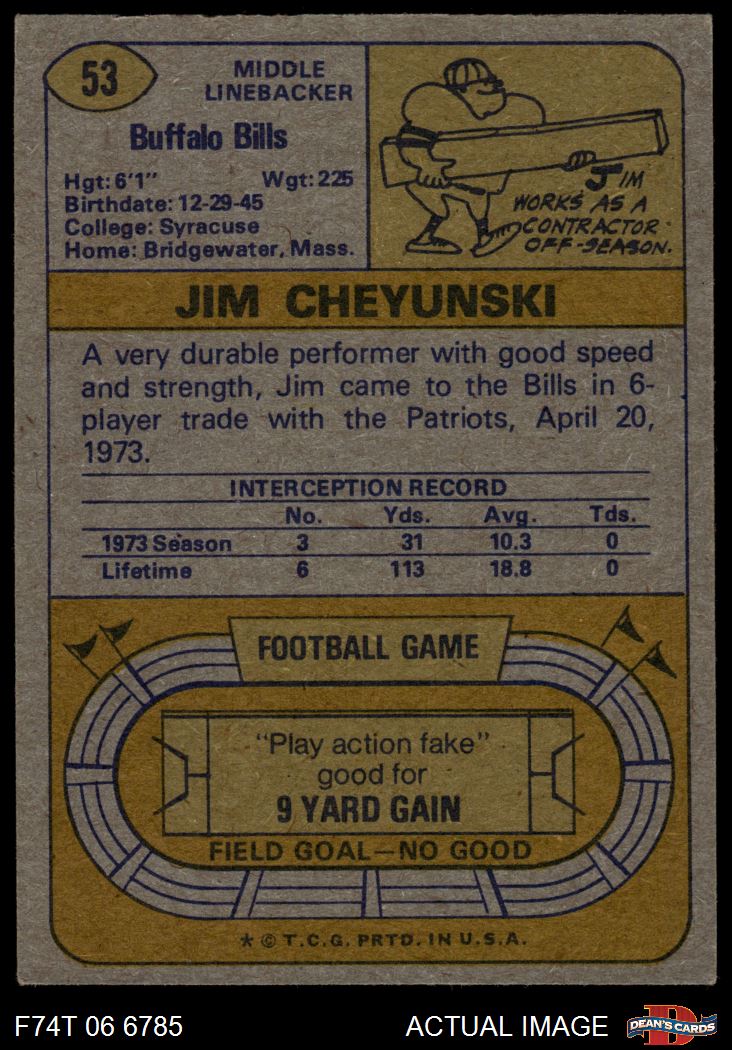 53
MIDDLE
LINEBACKER
Buffalo Bills
Hgt: 6'1" Wgt: 225
Birthdate: 12-29-45
College: Syracuse
Home: Bridgewater, Mass.
JIM
WORKS AS A
CONTRACTOR
OFF-SEASON.
JIM CHEYUNSKI
A very durable performer with good speed
and strength, Jim came to the Bills in 6-
player trade with the Patriots, April 20,
1973.
INTERCEPTION RECORD
No. Yds. Avg. Tds.
1973 Season 3 31 10.3 0
Lifetime 6 113 18.8 0
FOOTBALL GAME
"Play action fake"
good for
9 YARD GAIN
FIELD GOAL—NO GOOD
* © T.C.G. PRTD. IN U.S.A.
F74T 06 6785 ACTUAL IMAGE
DEAN'S CARDS